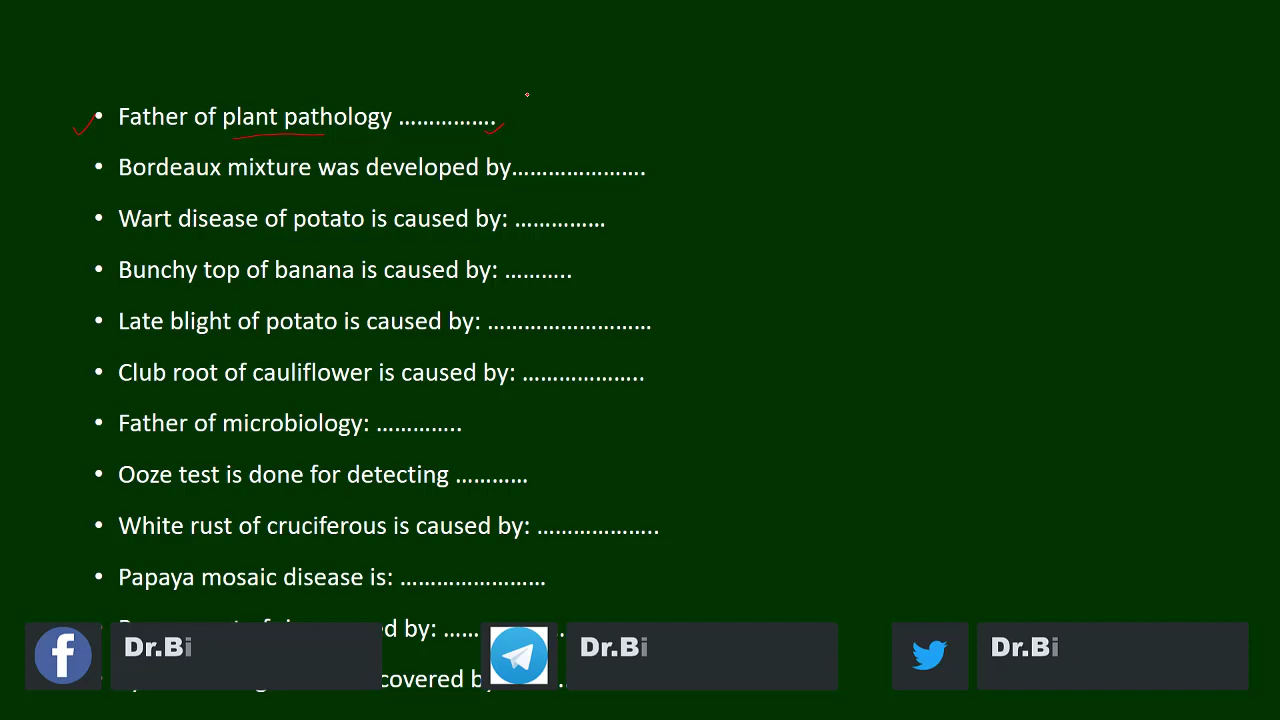 • Father of plant pathology …………….
• Bordeaux mixture was developed by………………….
• Wart disease of potato is caused by: ……………
• Bunchy top of banana is caused by: ………..
• Late blight of potato is caused by: ………………………
• Club root of cauliflower is caused by: ………………..
• Father of microbiology: …………..
• Ooze test is done for detecting …………
• White rust of cruciferous is caused by: ………………..
• Papaya mosaic disease is: ……………………
d by: ……
covered by
Dr.Bi
Dr.Bi
Dr.Bi